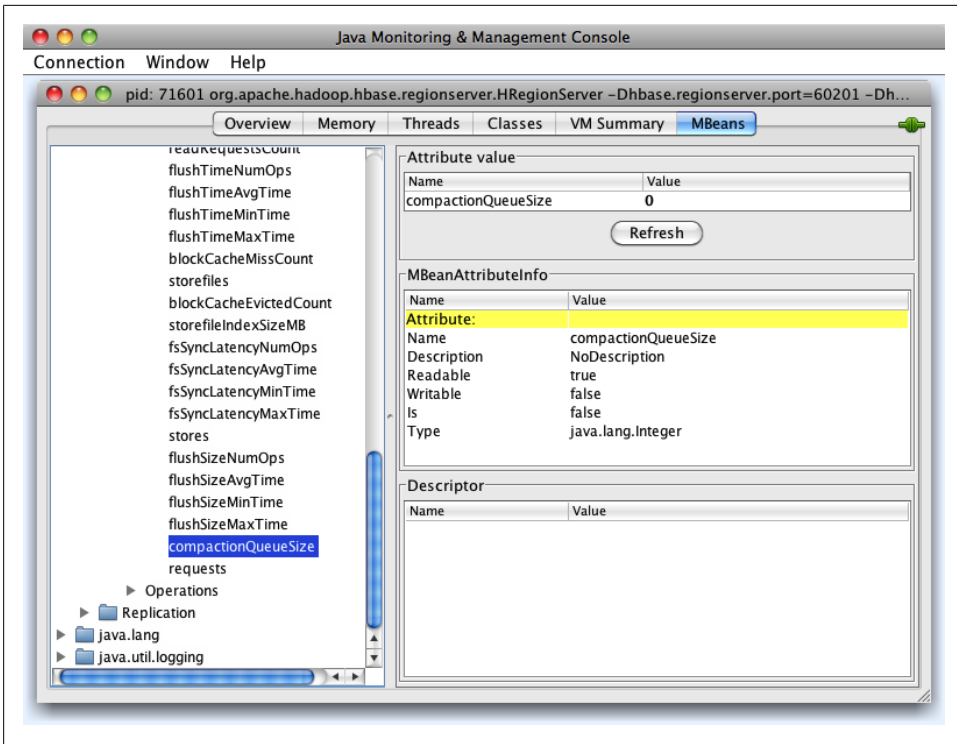 Java Monitoring & Management Console
Connection Window Help
pid: 71601 org.apache.hadoop.hbase.regionserver.HRegionServer -Dhbase.regionserver.port=60201 -Dh...
Overview Memory Threads Classes VM Summary MBeans
readRequestsCount
flushTimeNumOps
flushTimeAvgTime
flushTimeMinTime
flushTimeMaxTime
blockCacheMissCount
storefiles
blockCacheEvictedCount
storefileIndexSizeMB
fsSyncLatencyNumOps
fsSyncLatencyAvgTime
fsSyncLatencyMinTime
fsSyncLatencyMaxTime
stores
flushSizeNumOps
flushSizeAvgTime
flushSizeMinTime
flushSizeMaxTime
compactionQueueSize
requests
Operations
Replication
java.lang
java.util.logging
Attribute value
Name Value
compactionQueueSize 0
Refresh
MBeanAttributeInfo
Name Value
Attribute:
Name compactionQueueSize
Description NoDescription
Readable true
Writable false
Is false
Type java.lang.Integer
Descriptor
Name Value